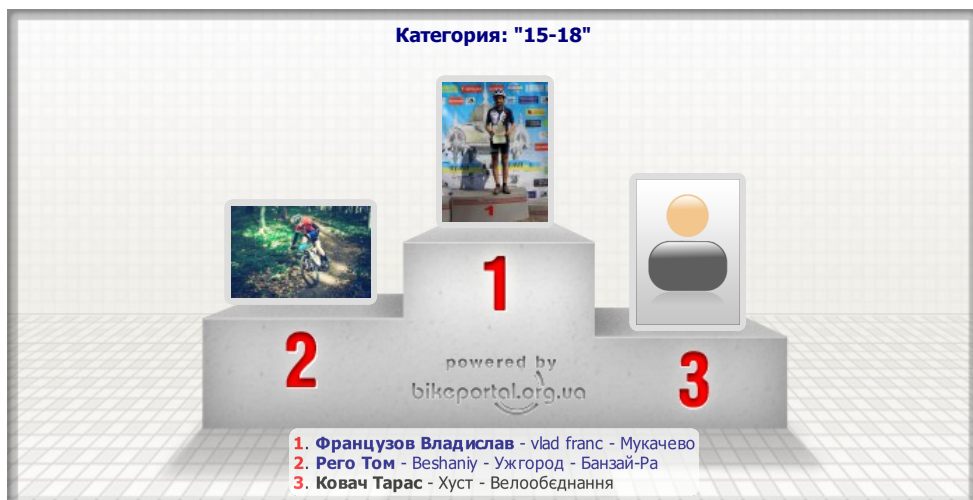 Категория: "15-18"
1
2
3
powered by
bikeportal.org.ua
1. Французов Владислав - vlad franc - Мукачево
2. Рего Том - Beshaniy - Ужгород - Банзай-Ра
3. Ковач Тарас - Хуст - Велообєднання